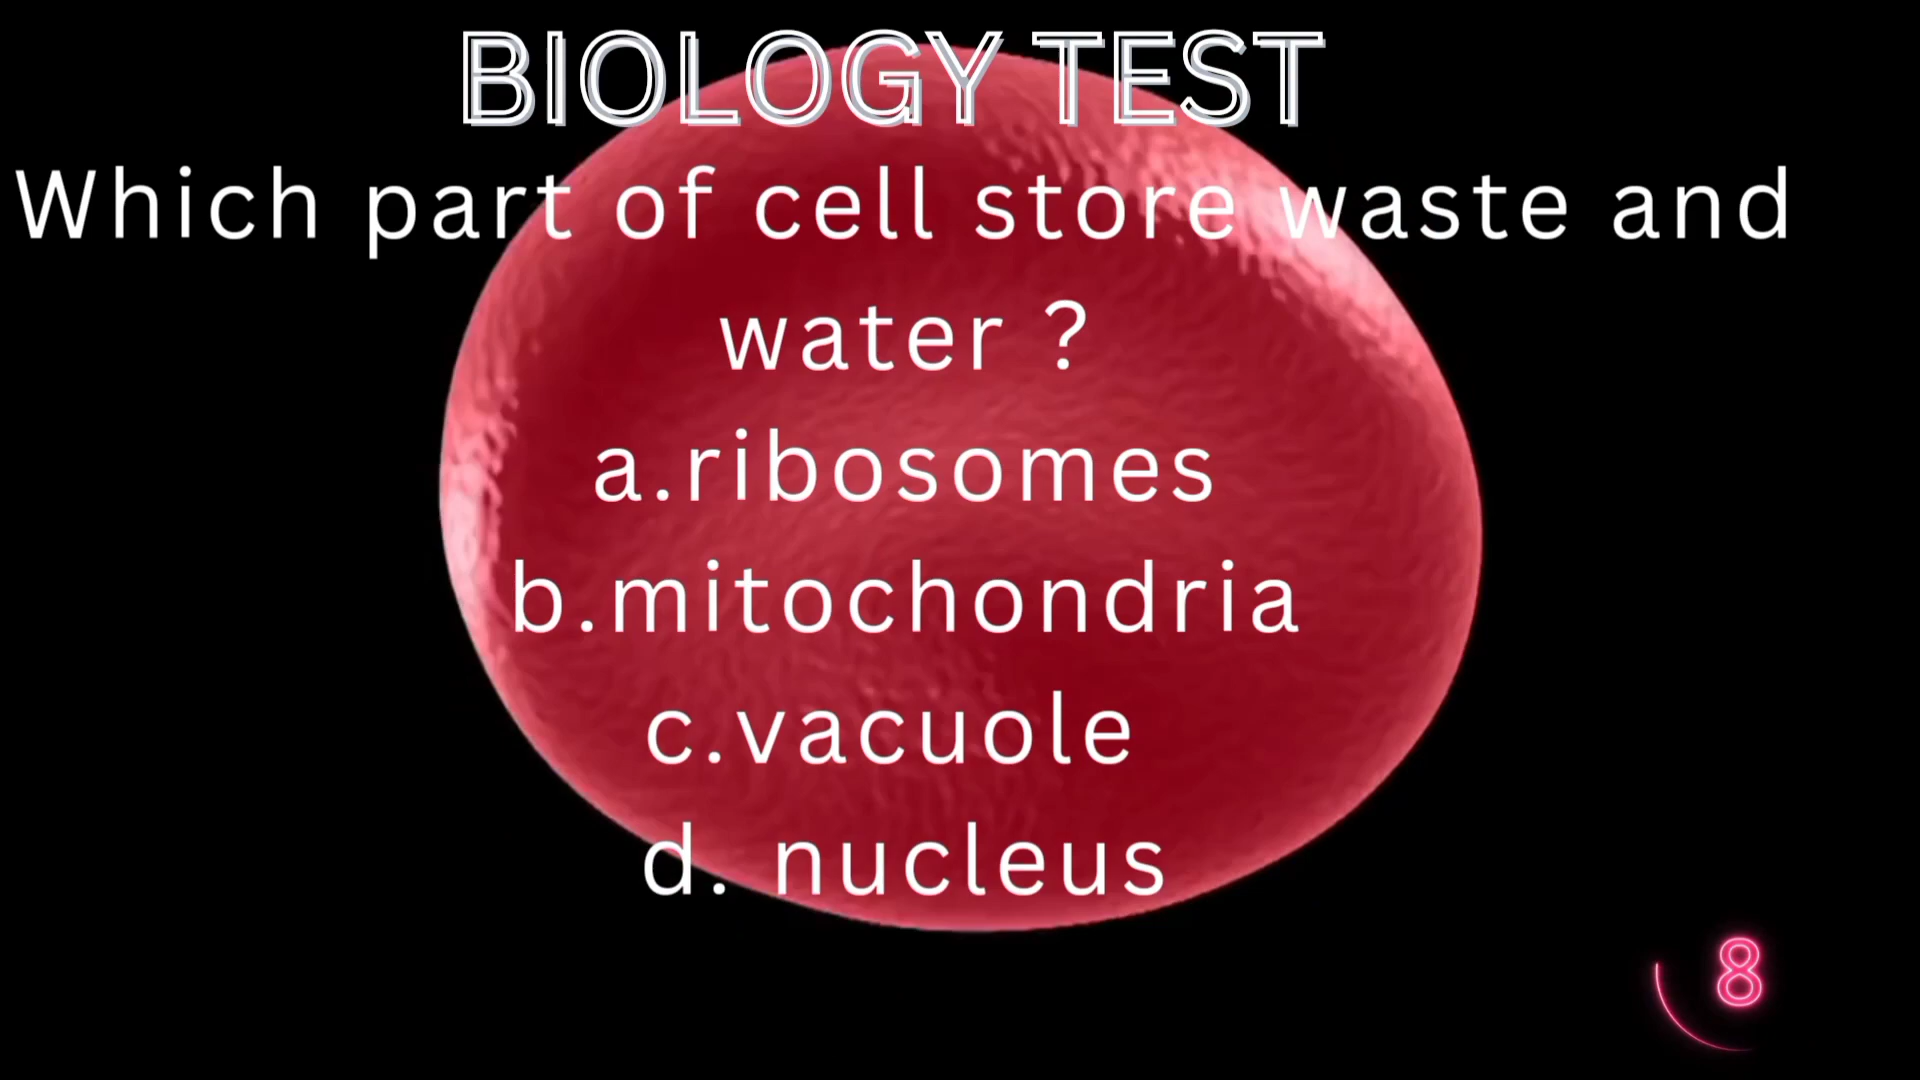 BIOLOGY TEST
Which part of cell store waste and
water ?
a.ribosomes
b.mitochondria
c.vacuole
d. nucleus
8